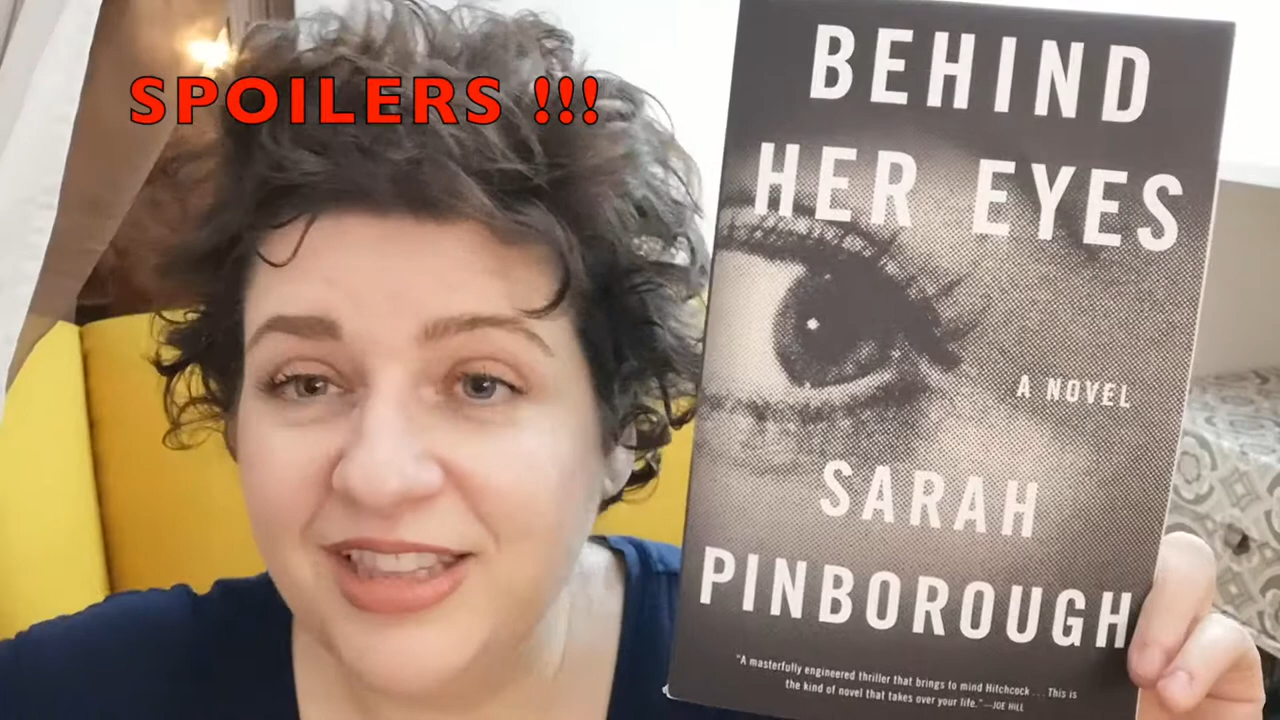 SPOILERS !!!
BEHIND
HER EYES
A NOVEL
SARAH
PINBOROUGH
"A masterfully engineered thriller that brings to mind Hitchcock . . . This is
the kind of novel that takes over your life."—JOE HILL